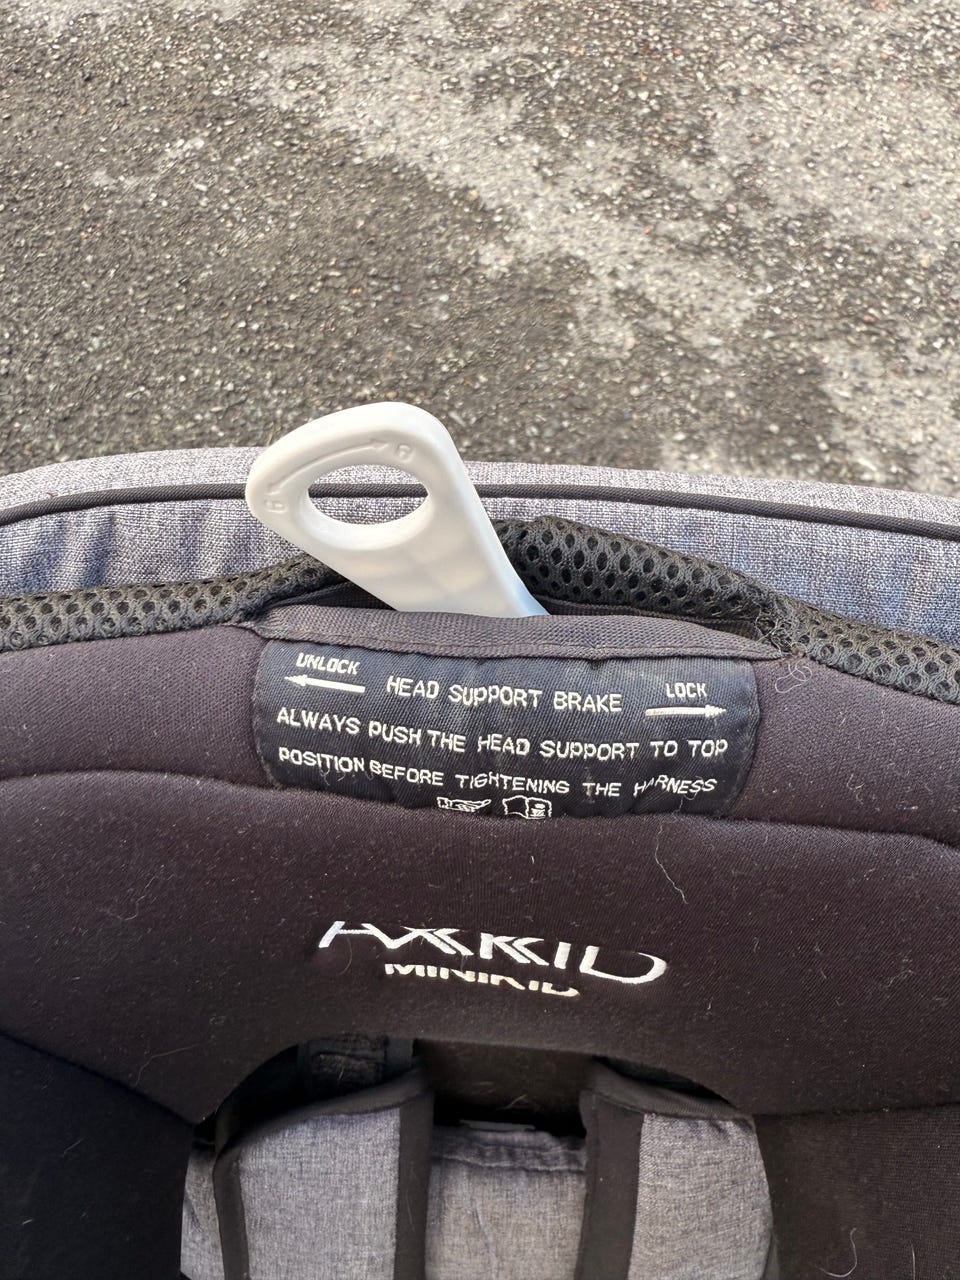 UNLOCK
HEAD SUPPORT BRAKE
LOCK
ALWAYS PUSH THE HEAD SUPPORT TO TOP
POSITION BEFORE TIGHTENING THE HARNESS
AXKID
MINIKID